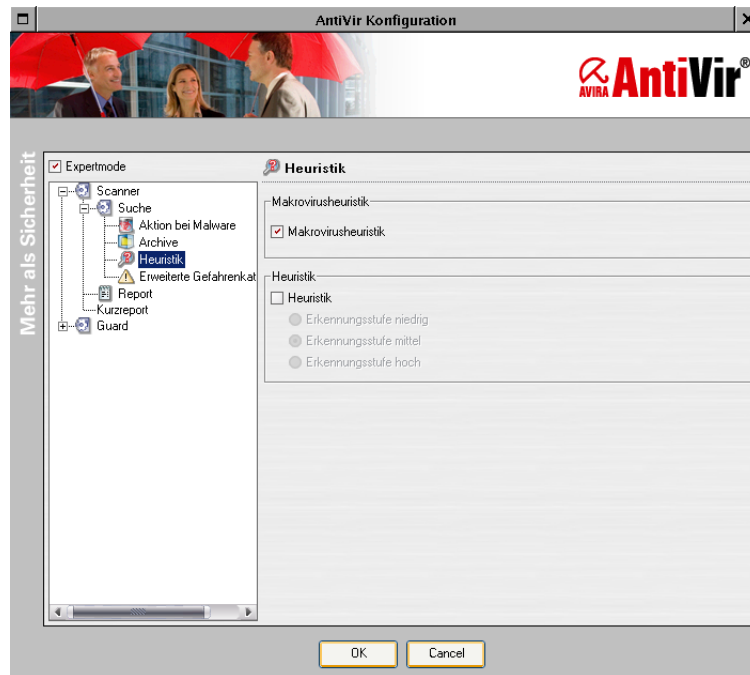 AntiVir Konfiguration
AVIRA AntiVir®
Mehr als Sicherheit
Expertmode
Heuristik
Scanner
Suche
Aktion bei Malware
Archive
Heuristik
Erweiterte Gefahrenkat
Report
Kurzreport
Guard
Makrovirusheuristik
Makrovirusheuristik
Heuristik
Heuristik
Erkennungsstufe niedrig
Erkennungsstufe mittel
Erkennungsstufe hoch
OK
Cancel